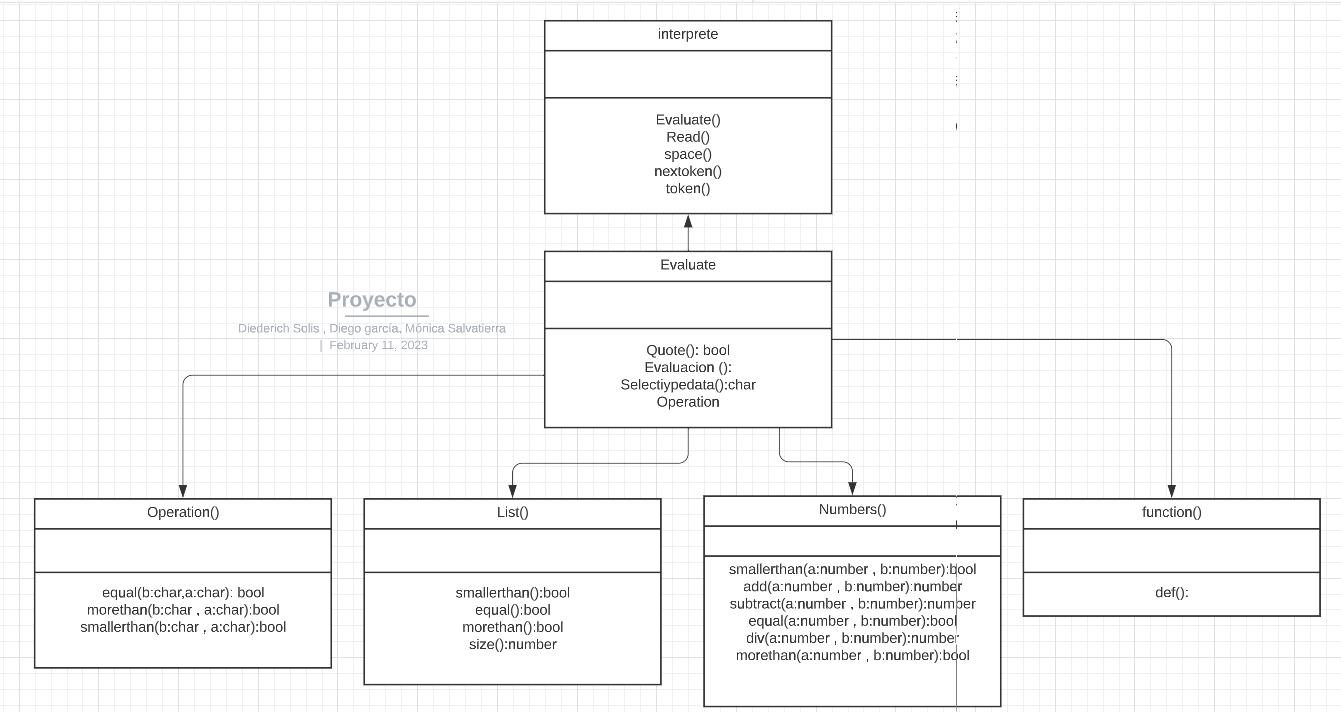 interprete
Evaluate()
Read()
space()
nextoken()
token()
Evaluate
Quote(): bool
Evaluacion ():
Selectiypedata():char
Operation
Proyecto
Diederich Solis , Diego garcía, Mónica Salvatierra
| February 11, 2023
Operation()
equal(b:char,a:char): bool
morethan(b:char , a:char):bool
smallerthan(b:char , a:char):bool
List()
smallerthan():bool
equal():bool
morethan():bool
size():number
Numbers()
smallerthan(a:number , b:number):bool
add(a:number , b:number):number
subtract(a:number , b:number):number
equal(a:number , b:number):bool
div(a:number , b:number):number
morethan(a:number , b:number):bool
function()
def():